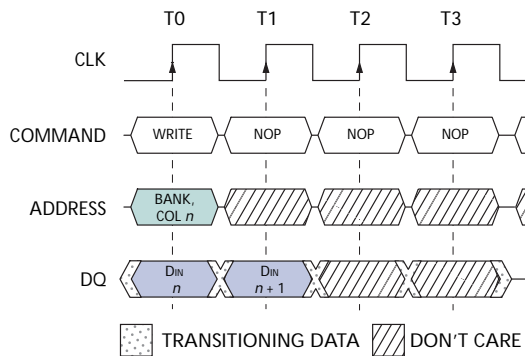 T0 T1 T2 T3
CLK
COMMAND WRITE NOP NOP NOP
ADDRESS BANK,
COL n
DQ DIN
n
DIN
n + 1
TRANSITIONING DATA DON'T CARE